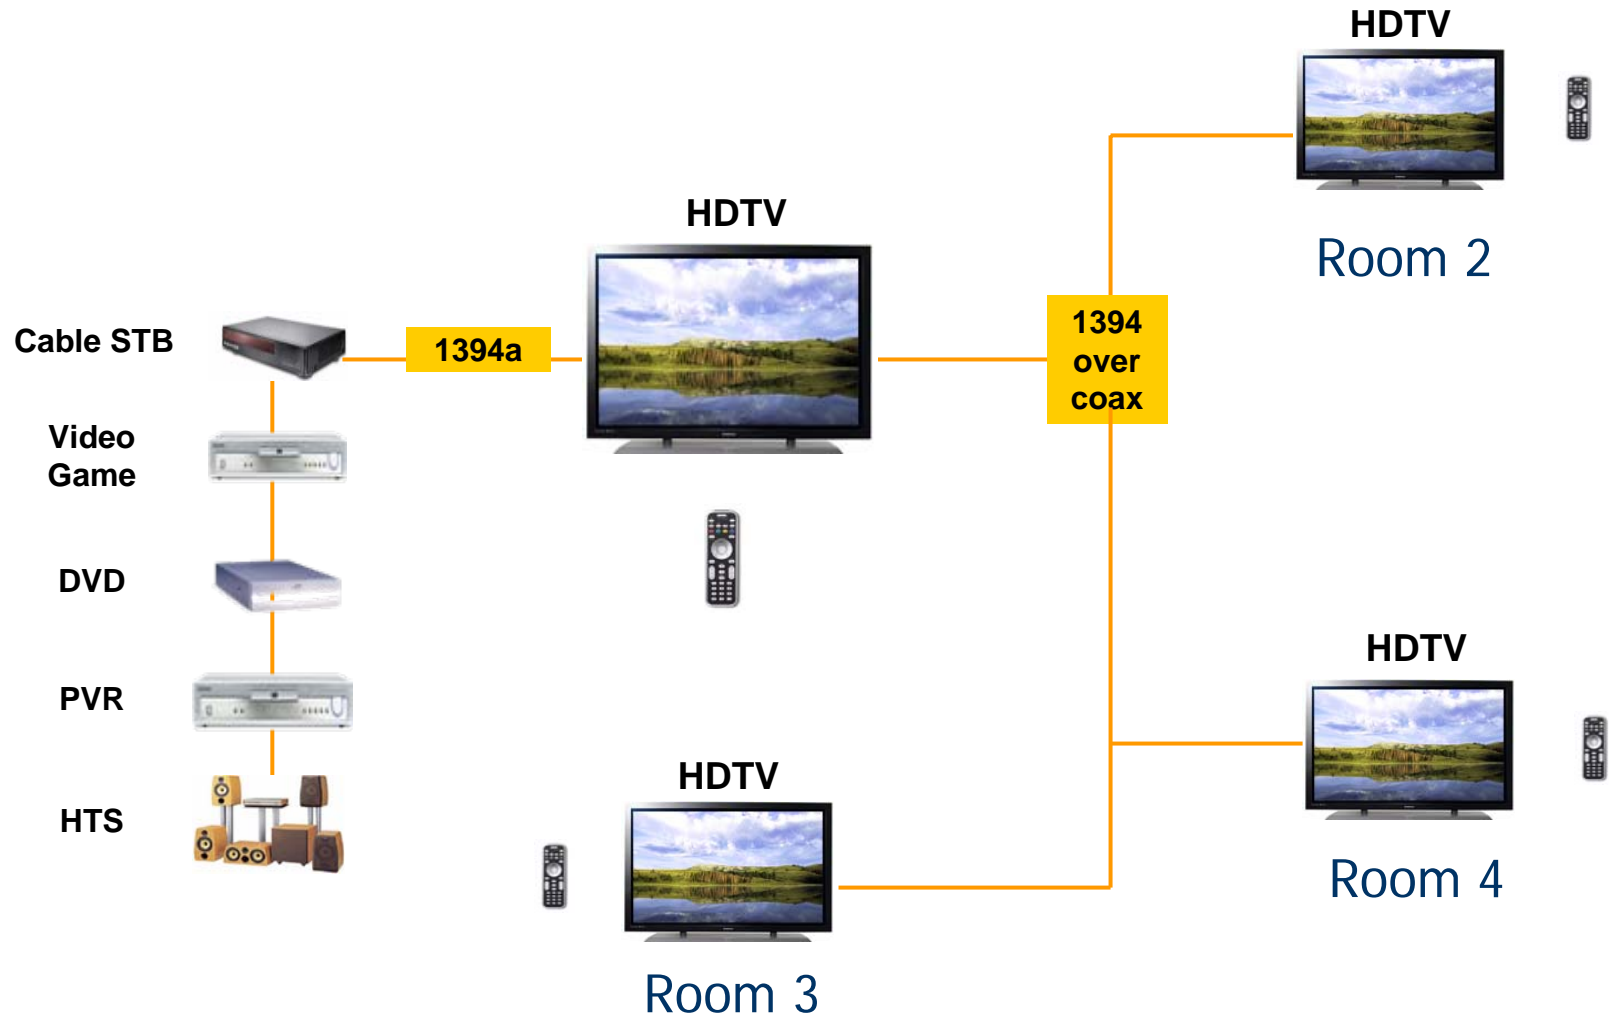 HDTV
Room 2
HDTV
Cable STB
1394a
1394
over
coax
Video
Game
DVD
PVR
HTS
HDTV
Room 4
HDTV
Room 3